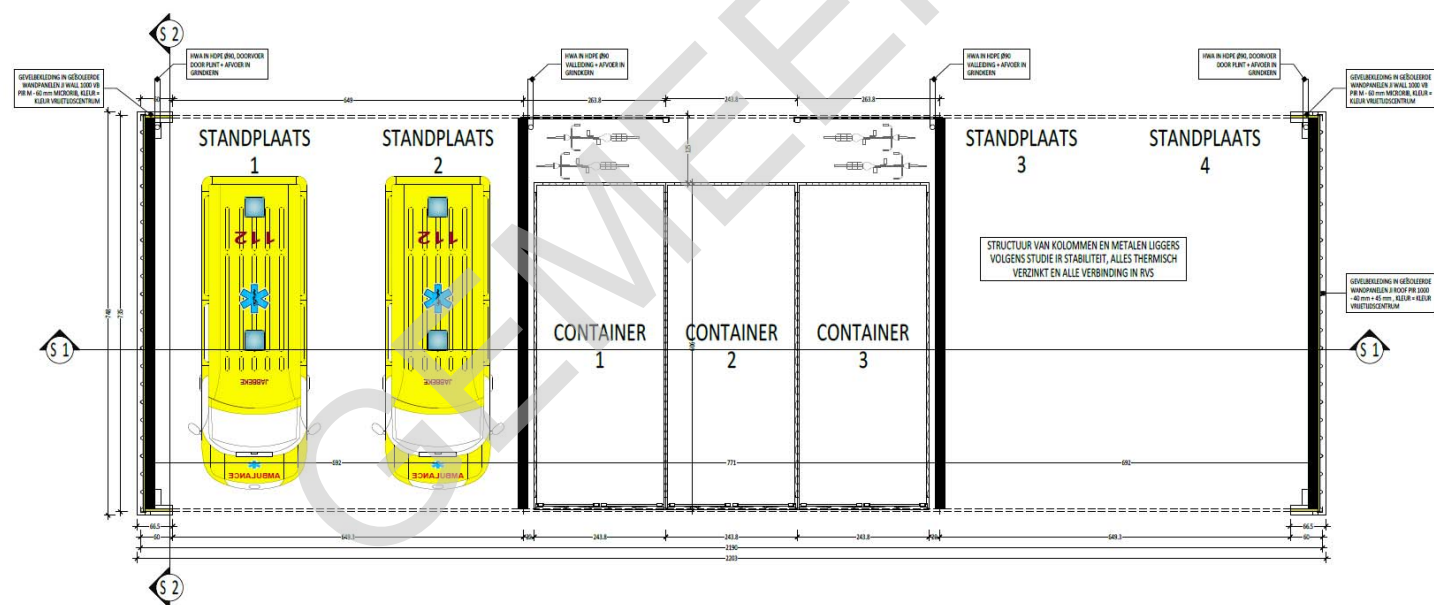 S 2
HWA IN HDPE Ø90, DOORVOER
DOOR PLINT + AFVOER IN
GRINDKERN
HWA IN HDPE Ø90
VALLEIDING + AFVOER IN
GRINDKERN
HWA IN HDPE Ø90
VALLEIDING + AFVOER IN
GRINDKERN
HWA IN HDPE Ø90, DOORVOER
DOOR PLINT + AFVOER IN
GRINDKERN
GEVELBEKLEDING IN GEÏSOLEERDE
WANDPANELEN JI WALL 1000 VB
PIR M - 60 mm MICRORIB, KLEUR =
KLEUR VRIJETIJDSCENTRUM
GEVELBEKLEDING IN GEÏSOLEERDE
WANDPANELEN JI WALL 1000 VB
PIR M - 60 mm MICRORIB, KLEUR =
KLEUR VRIJETIJDSCENTRUM
60
649
263.8
243.8
263.8
STANDPLAATS
1
STANDPLAATS
2
STANDPLAATS
3
STANDPLAATS
4
125
112
112
STRUCTUUR VAN KOLOMMEN EN METALEN LIGGERS
VOLGENS STUDIE IR STABILITEIT, ALLES THERMISCH
VERZINKT EN ALLE VERBINDING IN RVS
GEVELBEKLEDING IN GEÏSOLEERDE
WANDPANELEN JI ROOF PIR 1000
- 40 mm + 45 mm , KLEUR = KLEUR
VRIJETIJDSCENTRUM
748
735
CONTAINER
1
CONTAINER
2
CONTAINER
3
S 1
S 1
JABBEKE
JABBEKE
692
771
692
AMBULANCE
AMBULANCE
66.5
66.5
60
649.3
20
243.8
243.8
243.8
20
649.3
60
2190
2203
S 2
GEMEE